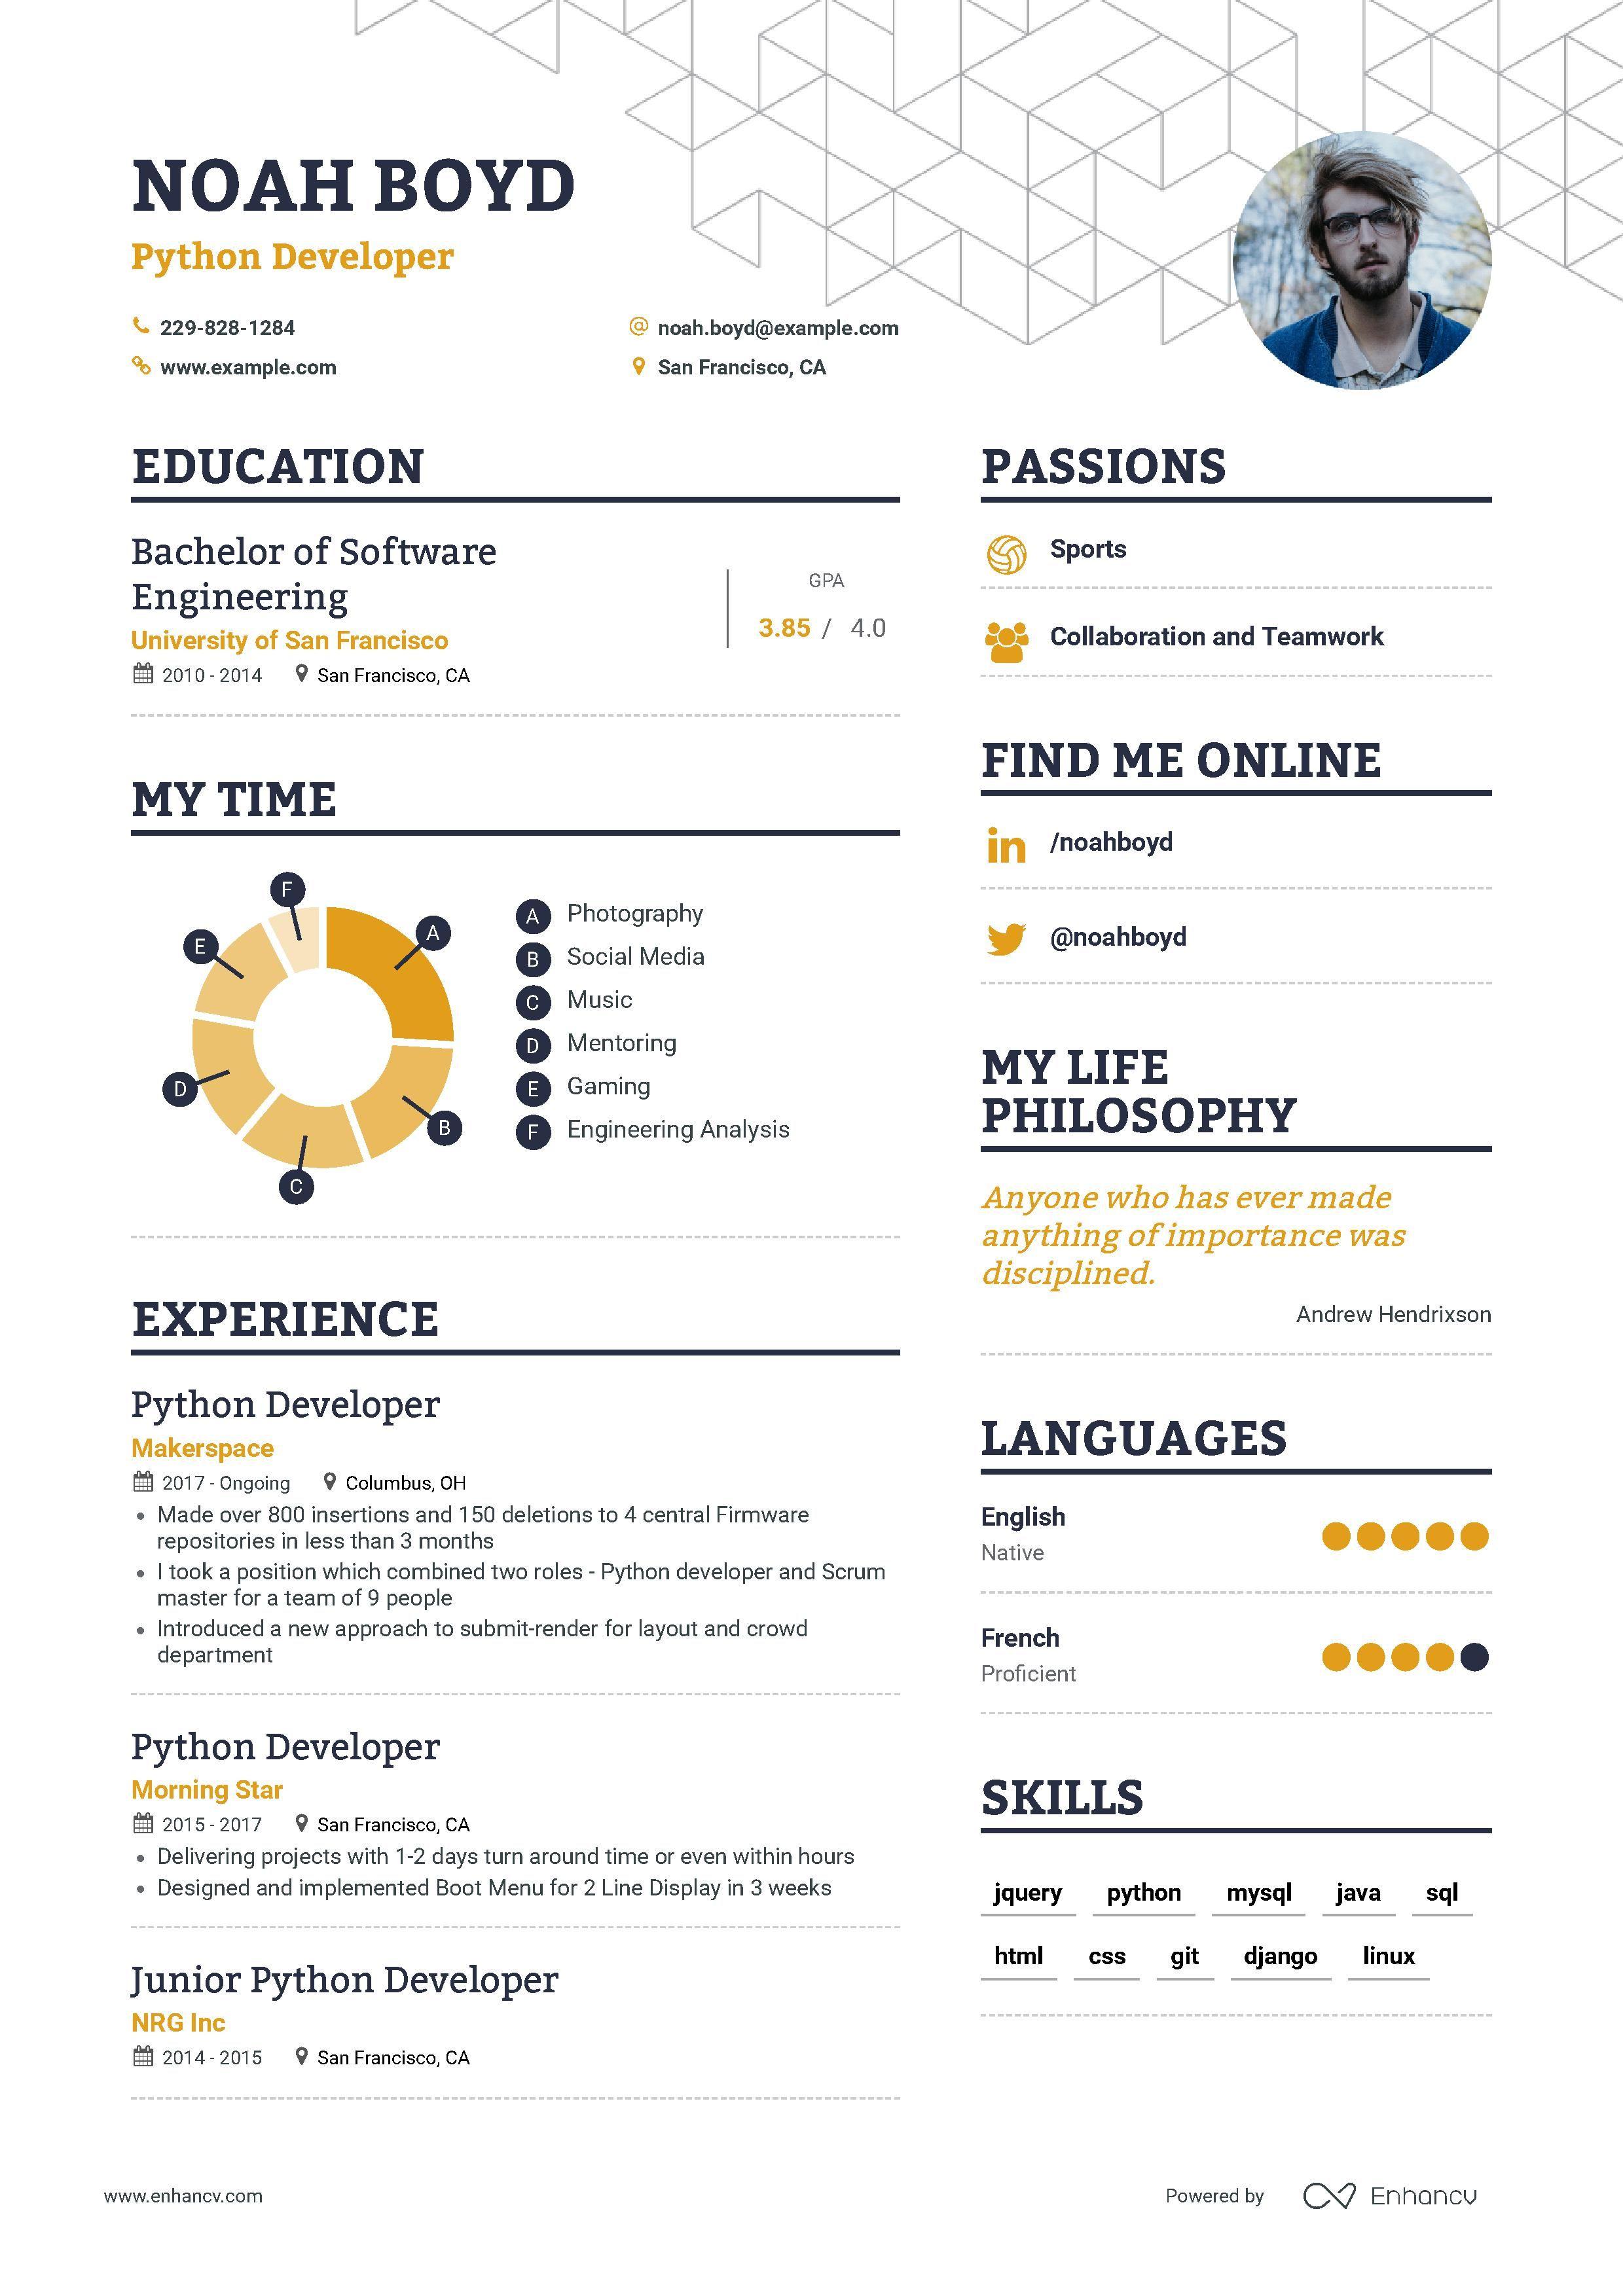 NOAH BOYD
Python Developer
229-828-1284
noah.boyd@example.com
www.example.com
San Francisco, CA
EDUCATION
Bachelor of Software
Engineering
University of San Francisco
2010 - 2014 San Francisco, CA
GPA
3.85 / 4.0
MY TIME
F
A
E
D
B
C
A Photography
B Social Media
C Music
D Mentoring
E Gaming
F Engineering Analysis
EXPERIENCE
Python Developer
Makerspace
2017 - Ongoing Columbus, OH
• Made over 800 insertions and 150 deletions to 4 central Firmware
repositories in less than 3 months
• I took a position which combined two roles - Python developer and Scrum
master for a team of 9 people
• Introduced a new approach to submit-render for layout and crowd
department
Python Developer
Morning Star
2015 - 2017 San Francisco, CA
• Delivering projects with 1-2 days turn around time or even within hours
• Designed and implemented Boot Menu for 2 Line Display in 3 weeks
Junior Python Developer
NRG Inc
2014 - 2015 San Francisco, CA
PASSIONS
Sports
Collaboration and Teamwork
FIND ME ONLINE
in /noahboyd
@noahboyd
MY LIFE
PHILOSOPHY
Anyone who has ever made
anything of importance was
disciplined.
Andrew Hendrixson
LANGUAGES
English
Native
French
Proficient
SKILLS
jquery python mysql java sql
html css git django linux
www.enhancv.com
Powered by Enhancv